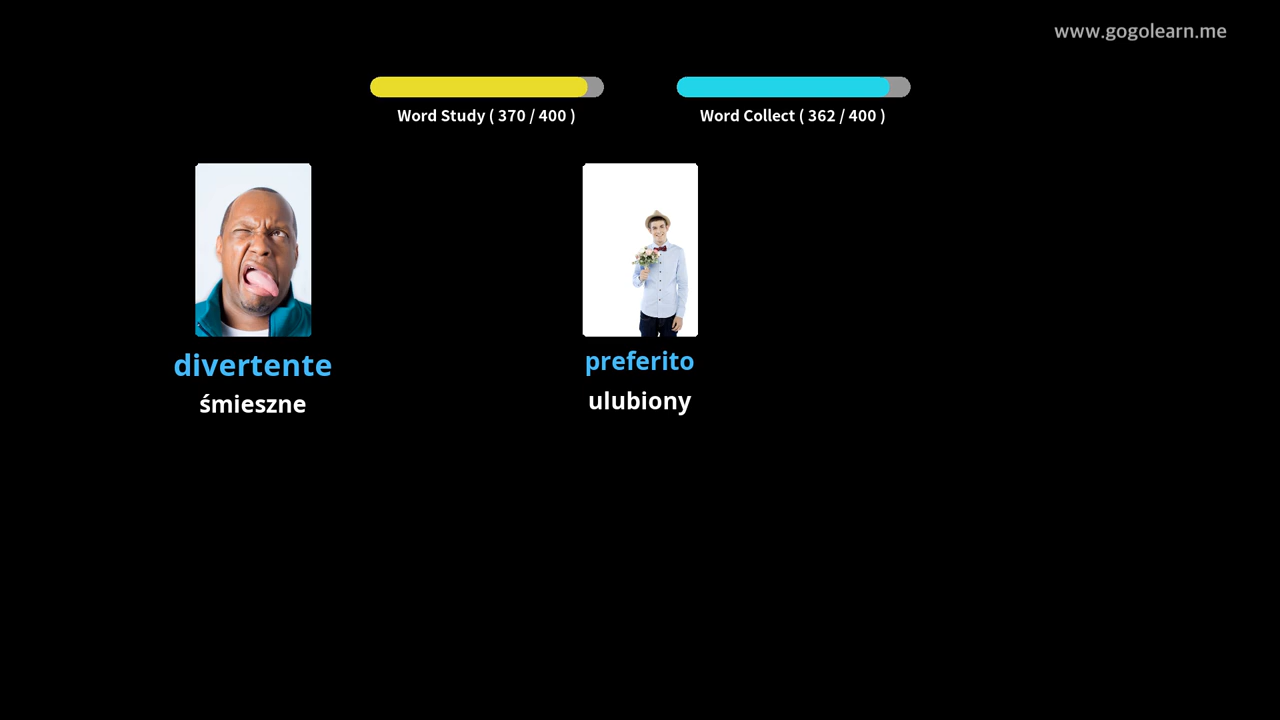 www.gogolearn.me
Word Study ( 370 / 400 )
Word Collect ( 362 / 400 )
divertente
śmieszne
preferito
ulubiony